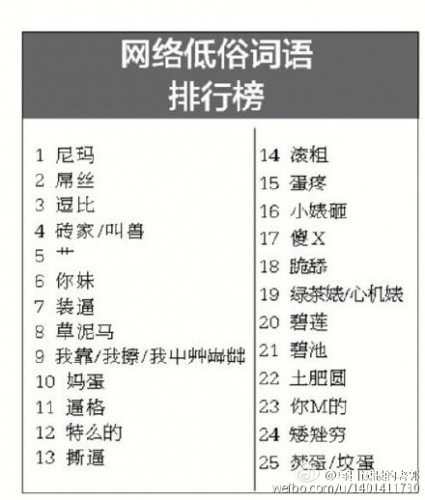 网络低俗词语
排行榜
1 尼玛
2 屌丝
3 逗比
4 砖家/叫兽
5 艹
6 你妹
7 装逼
8 草泥马
9 我靠/我擦/我屮艸芔茻
10 妈蛋
11 逼格
12 特么的
13 撕逼
14 滚粗
15 蛋疼
16 小婊砸
17 傻X
18 跪舔
19 绿茶婊/心机婊
20 碧莲
21 碧池
22 土肥圆
23 你M的
24 矮矬穷
25 焚蛋/坟蛋
weibo.com/u/1401411730